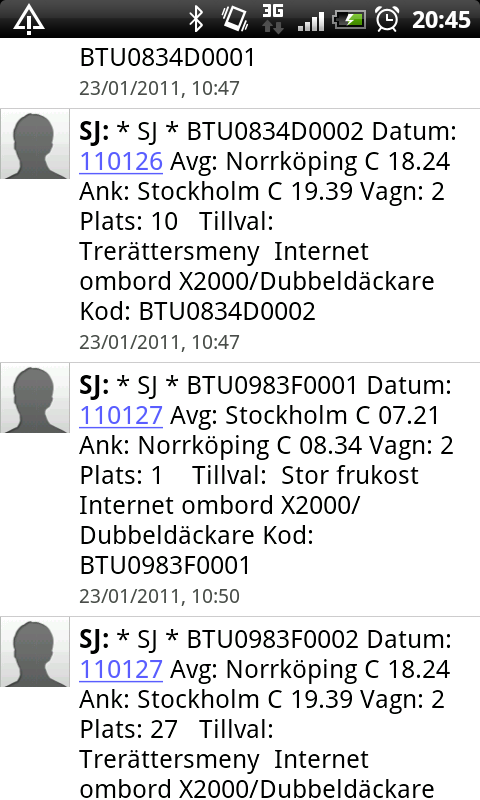 3G 20:45
BTU0834D0001
23/01/2011, 10:47
SJ: * SJ * BTU0834D0002 Datum:
110126 Avg: Norrköping C 18.24
Ank: Stockholm C 19.39 Vagn: 2
Plats: 10 Tillval:
Trerättersmeny Internet
ombord X2000/Dubbeldäckare
Kod: BTU0834D0002
23/01/2011, 10:47
SJ: * SJ * BTU0983F0001 Datum:
110127 Avg: Stockholm C 07.21
Ank: Norrköping C 08.34 Vagn: 2
Plats: 1 Tillval: Stor frukost
Internet ombord X2000/
Dubbeldäckare Kod:
BTU0983F0001
23/01/2011, 10:50
SJ: * SJ * BTU0983F0002 Datum:
110127 Avg: Norrköping C 18.24
Ank: Stockholm C 19.39 Vagn: 2
Plats: 27 Tillval:
Trerättersmeny Internet
ombord X2000/Dubbeldäckare